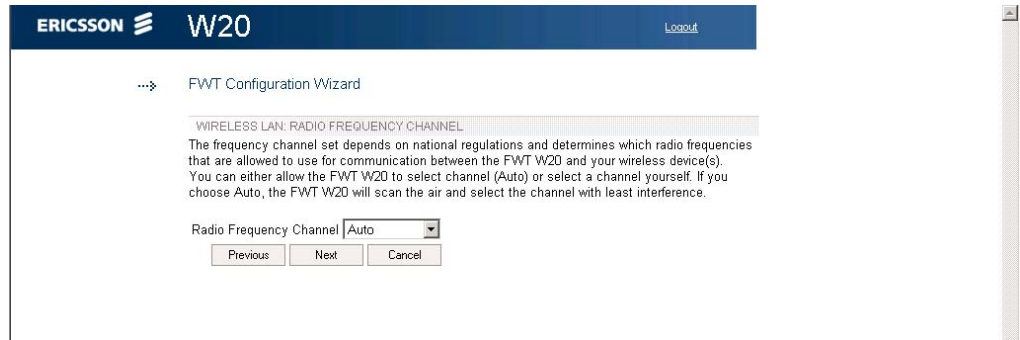 ERICSSON W20 Logout
FWT Configuration Wizard
WIRELESS LAN: RADIO FREQUENCY CHANNEL
The frequency channel set depends on national regulations and determines which radio frequencies
that are allowed to use for communication between the FWT W20 and your wireless device(s).
You can either allow the FWT W20 to select channel (Auto) or select a channel yourself. If you
choose Auto, the FWT W20 will scan the air and select the channel with least interference.
Radio Frequency Channel Auto
Previous Next Cancel